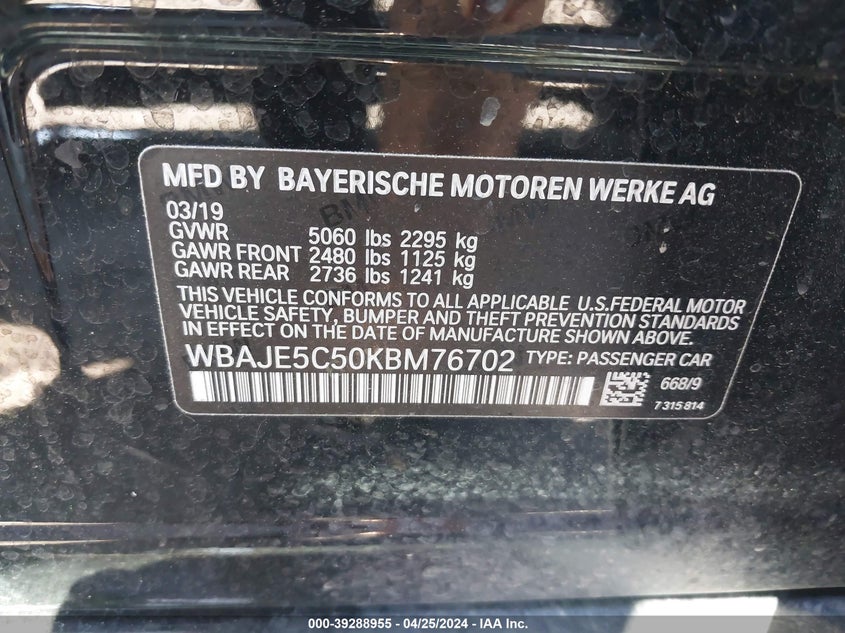 MFD BY BAYERISCHE MOTOREN WERKE AG
03/19
GVWR 5060 lbs 2295 kg
GAWR FRONT 2480 lbs 1125 kg
GAWR REAR 2736 lbs 1241 kg
THIS VEHICLE CONFORMS TO ALL APPLICABLE U.S.FEDERAL MOTOR
VEHICLE SAFETY, BUMPER AND THEFT PREVENTION STANDARDS
IN EFFECT ON THE DATE OF MANUFACTURE SHOWN ABOVE.
WBAJE5C50KBM76702 TYPE: PASSENGER CAR
668/9
7 315 814
000-39288955 - 04/25/2024 - IAA Inc.